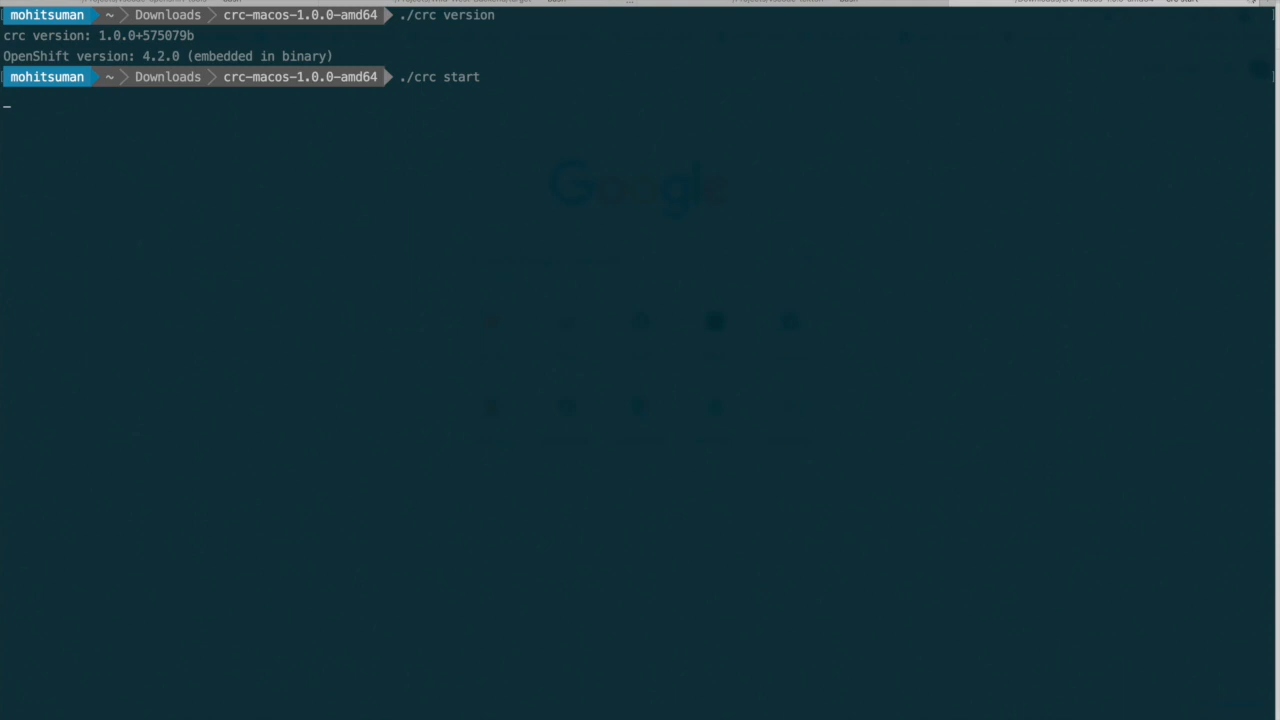 mohitsuman ~ Downloads crc-macos-1.0.0-amd64 ./crc version
crc version: 1.0.0+575079b
OpenShift version: 4.2.0 (embedded in binary)
mohitsuman ~ Downloads crc-macos-1.0.0-amd64 ./crc start
Google